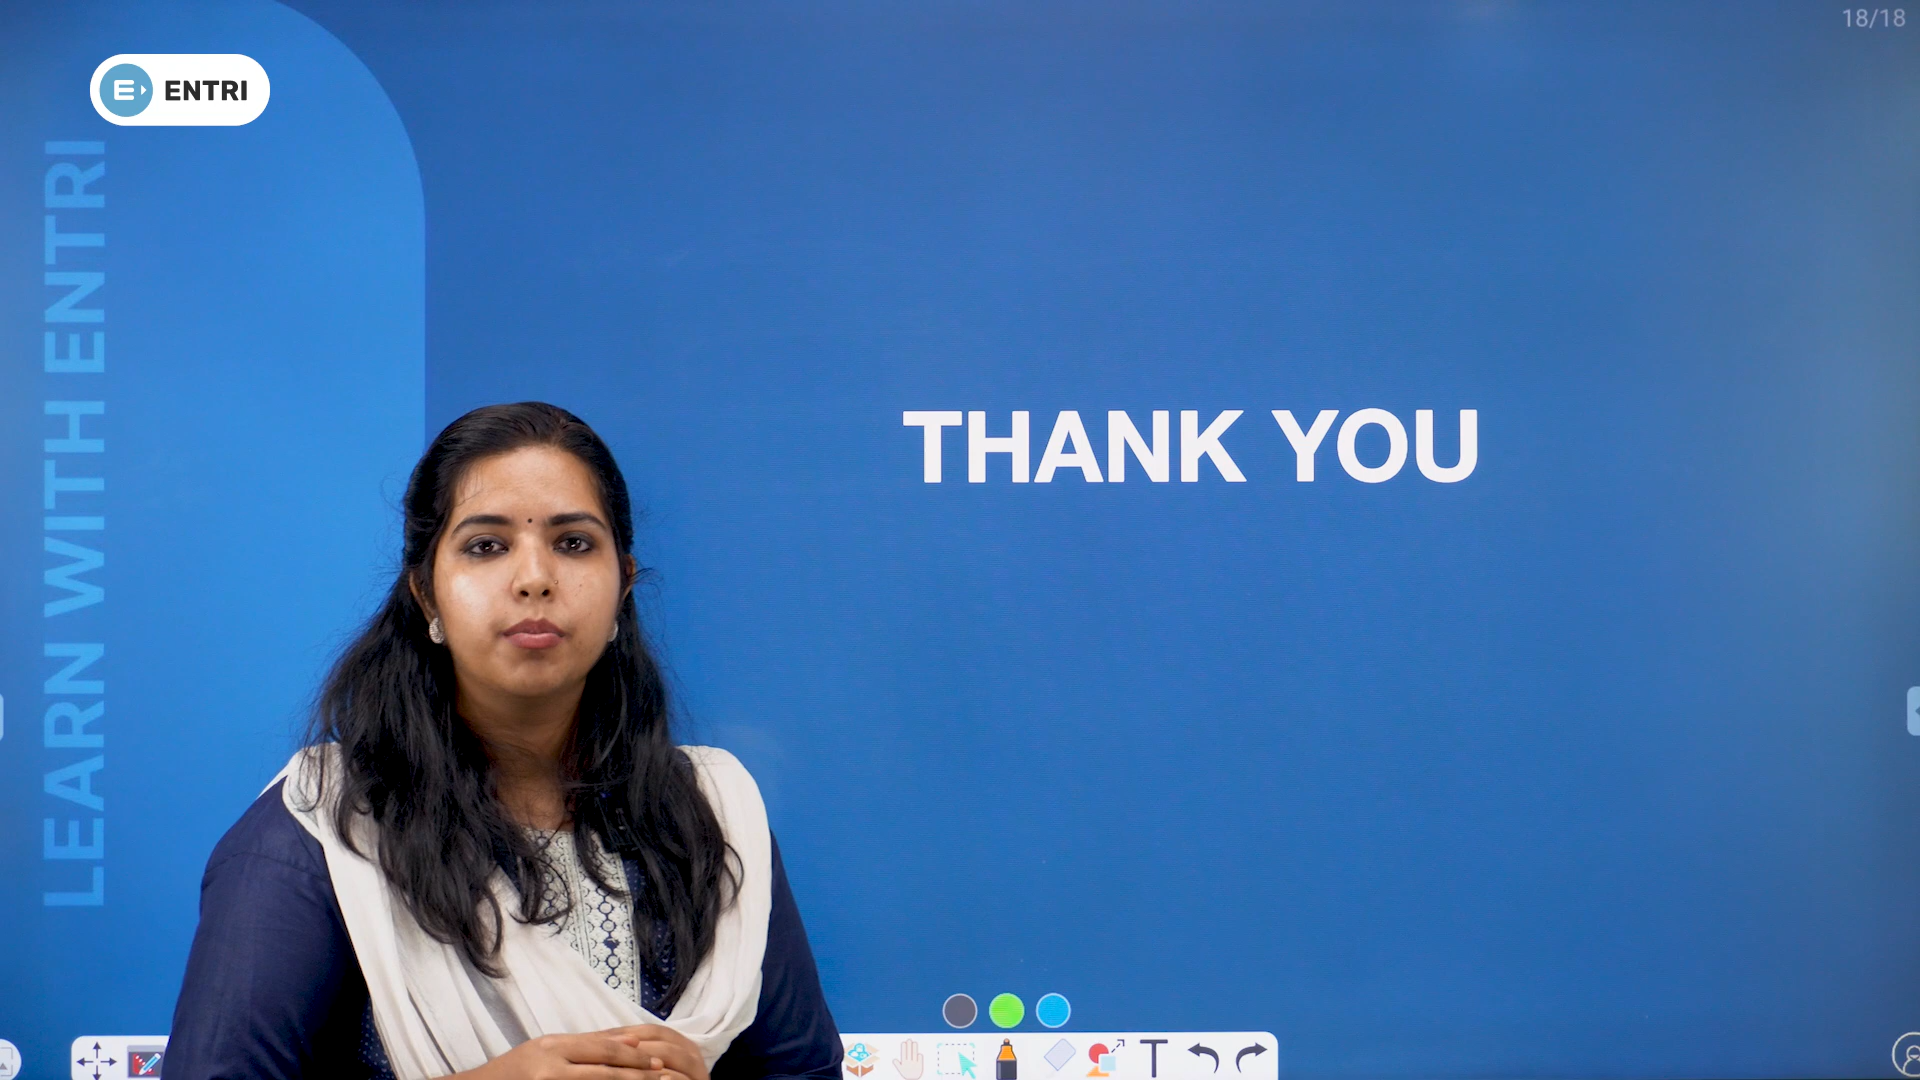 18/18
ENTRI
LEARN WITH ENTRI
THANK YOU
T